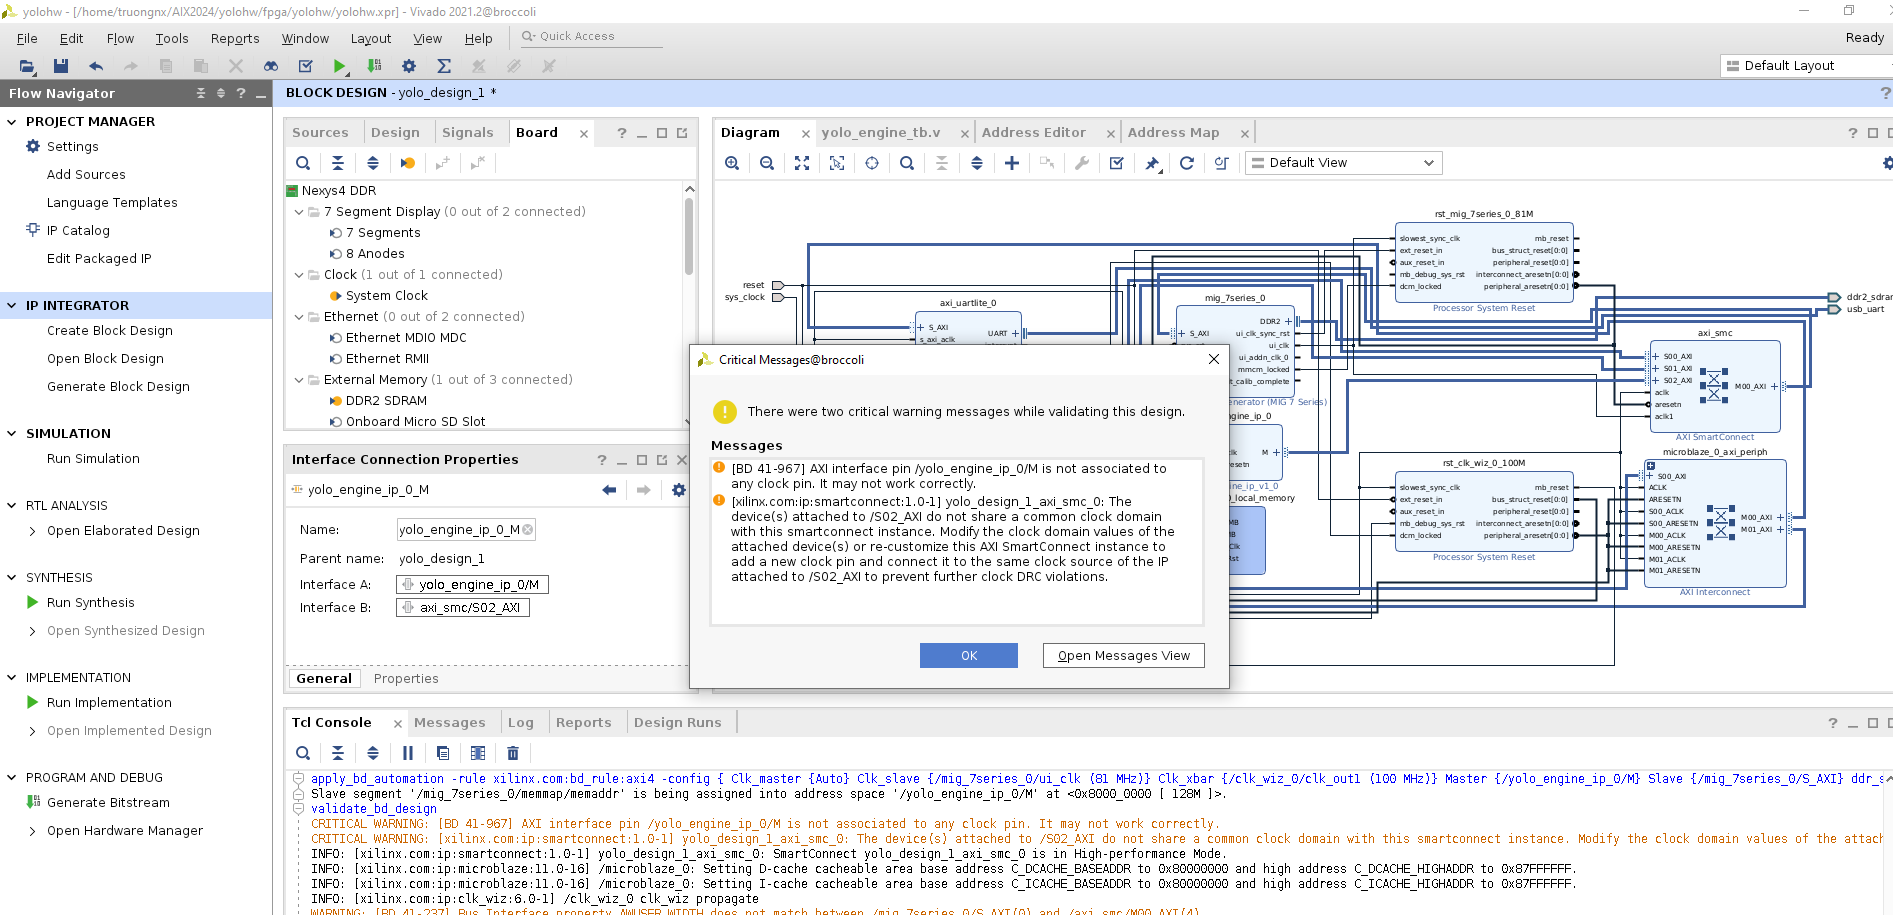 yolohw - [/home/truongnx/AIX2024/yolohw/fpga/yolohw/yolohw.xpr] - Vivado 2021.2@broccoli
File Edit Flow Tools Reports Window Layout View Help Quick Access
Ready
Default Layout
Flow Navigator
PROJECT MANAGER
Settings
Add Sources
Language Templates
IP Catalog
Edit Packaged IP
IP INTEGRATOR
Create Block Design
Open Block Design
Generate Block Design
SIMULATION
Run Simulation
RTL ANALYSIS
Open Elaborated Design
SYNTHESIS
Run Synthesis
Open Synthesized Design
IMPLEMENTATION
Run Implementation
Open Implemented Design
PROGRAM AND DEBUG
Generate Bitstream
Open Hardware Manager
BLOCK DESIGN - yolo_design_1 *
Sources Design Signals Board
Nexys4 DDR
7 Segment Display (0 out of 2 connected)
7 Segments
8 Anodes
Clock (1 out of 1 connected)
System Clock
Ethernet (0 out of 2 connected)
Ethernet MDIO MDC
Ethernet RMII
External Memory (1 out of 3 connected)
DDR2 SDRAM
Onboard Micro SD Slot
Interface Connection Properties
yolo_engine_ip_0_M
Name: yolo_engine_ip_0_M
Parent name: yolo_design_1
Interface A: yolo_engine_ip_0/M
Interface B: axi_smc/S02_AXI
General Properties
Diagram yolo_engine_tb.v Address Editor Address Map
Default View
reset
sys_clock
axi_uartlite_0
S_AXI
s_axi_aclk
UART
mig_7series_0
S_AXI
DDR2
ui_clk_sync_rst
ui_clk
ui_addn_clk_0
mmcm_locked
t_calib_complete
enerator (MIG 7 Series)
gine_ip_0
M
esetn
ine_ip_v1_0
0_local_memory
MB
MB
Clk
Rst
rst_mig_7series_0_81M
slowest_sync_clk
ext_reset_in
aux_reset_in
mb_debug_sys_rst
dcm_locked
mb_reset
bus_struct_reset[0:0]
peripheral_reset[0:0]
interconnect_aresetn[0:0]
peripheral_aresetn[0:0]
Processor System Reset
ddr2_sdram
usb_uart
axi_smc
S00_AXI
S01_AXI
S02_AXI
aclk
aresetn
aclk1
M00_AXI
AXI SmartConnect
rst_clk_wiz_0_100M
slowest_sync_clk
ext_reset_in
aux_reset_in
mb_debug_sys_rst
dcm_locked
mb_reset
bus_struct_reset[0:0]
peripheral_reset[0:0]
interconnect_aresetn[0:0]
peripheral_aresetn[0:0]
Processor System Reset
microblaze_0_axi_periph
S00_AXI
ACLK
ARESETN
S00_ACLK
S00_ARESETN
M00_ACLK
M00_ARESETN
M01_ACLK
M01_ARESETN
M00_AXI
M01_AXI
AXI Interconnect
Critical Messages@broccoli
There were two critical warning messages while validating this design.
Messages
[BD 41-967] AXI interface pin /yolo_engine_ip_0/M is not associated to
any clock pin. It may not work correctly.
[xilinx.com:ip:smartconnect:1.0-1] yolo_design_1_axi_smc_0: The
device(s) attached to /S02_AXI do not share a common clock domain
with this smartconnect instance. Modify the clock domain values of the
attached device(s) or re-customize this AXI SmartConnect instance to
add a new clock pin and connect it to the same clock source of the IP
attached to /S02_AXI to prevent further clock DRC violations.
OK Open Messages View
Tcl Console Messages Log Reports Design Runs
apply_bd_automation -rule xilinx.com:bd_rule:axi4 -config { Clk_master {Auto} Clk_slave {/mig_7series_0/ui_clk (81 MHz)} Clk_xbar {/clk_wiz_0/clk_out1 (100 MHz)} Master {/yolo_engine_ip_0/M} Slave {/mig_7series_0/S_AXI} ddr_s
Slave segment '/mig_7series_0/memmap/memaddr' is being assigned into address space '/yolo_engine_ip_0/M' at <0x8000_0000 [ 128M ]>.
validate_bd_design
CRITICAL WARNING: [BD 41-967] AXI interface pin /yolo_engine_ip_0/M is not associated to any clock pin. It may not work correctly.
CRITICAL WARNING: [xilinx.com:ip:smartconnect:1.0-1] yolo_design_1_axi_smc_0: The device(s) attached to /S02_AXI do not share a common clock domain with this smartconnect instance. Modify the clock domain values of the attach
INFO: [xilinx.com:ip:smartconnect:1.0-1] yolo_design_1_axi_smc_0: SmartConnect yolo_design_1_axi_smc_0 is in High-performance Mode.
INFO: [xilinx.com:ip:microblaze:11.0-16] /microblaze_0: Setting D-cache cacheable area base address C_DCACHE_BASEADDR to 0x80000000 and high address C_DCACHE_HIGHADDR to 0x87FFFFFF.
INFO: [xilinx.com:ip:microblaze:11.0-16] /microblaze_0: Setting I-cache cacheable area base address C_ICACHE_BASEADDR to 0x80000000 and high address C_ICACHE_HIGHADDR to 0x87FFFFFF.
INFO: [xilinx.com:ip:clk_wiz:6.0-1] /clk_wiz_0 clk_wiz propagate
WARNING: [BD 41-237] Bus Interface property AWUSER_WIDTH does not match between /mig_7series_0/S_AXI(0) and /axi_smc/M00_AXI(4)